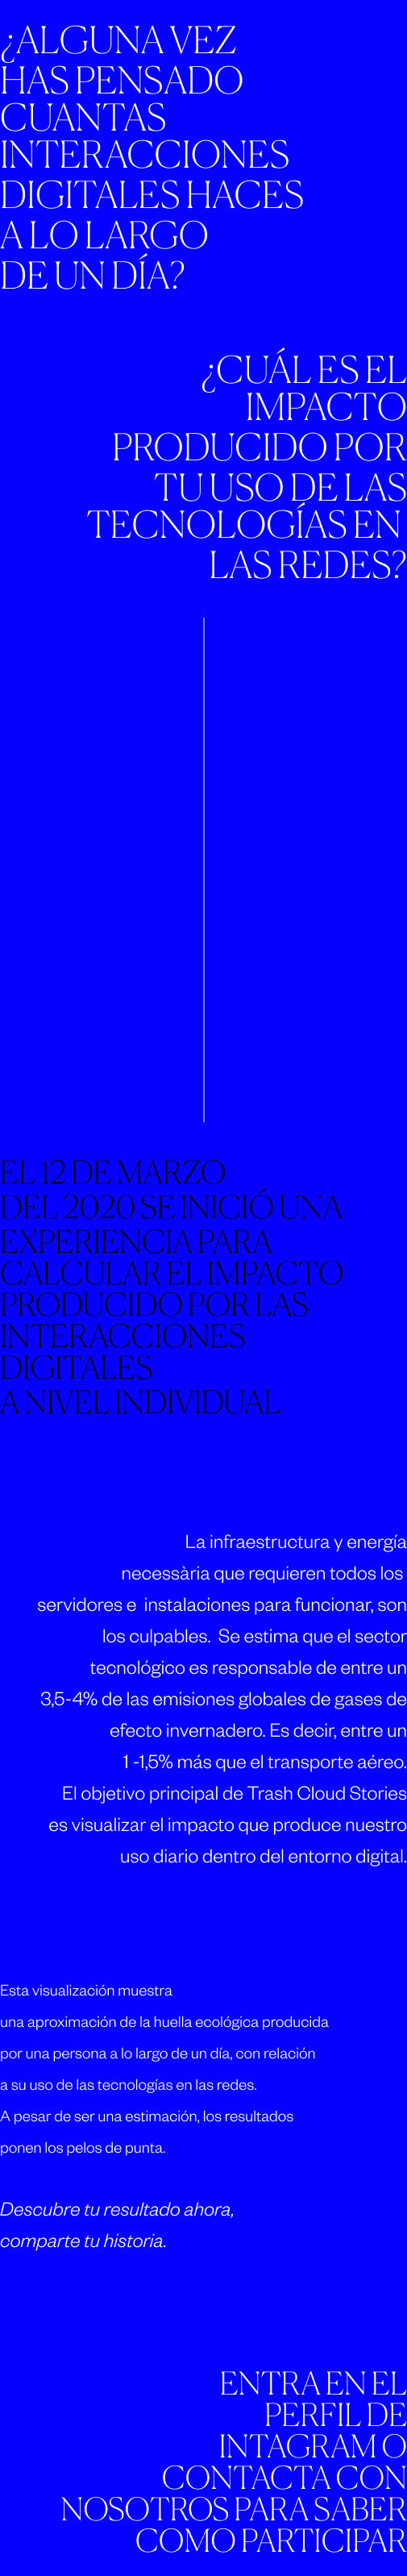 ¿ALGUNA VEZ
HAS PENSADO
CUANTAS
INTERACCIONES
DIGITALES HACES
A LO LARGO
DE UN DÍA?
¿CUÁL ES EL
IMPACTO
PRODUCIDO POR
TU USO DE LAS
TECNOLOGÍAS EN
LAS REDES?
EL 12 DE MARZO
DEL 2020 SE INICIÓ UNA
EXPERIENCIA PARA
CALCULAR EL IMPACTO
PRODUCIDO POR LAS
INTERACCIONES
DIGITALES
A NIVEL INDIVIDUAL
La infraestructura y energía
necessària que requieren todos los
servidores e instalaciones para funcionar, son
los culpables. Se estima que el sector
tecnológico es responsable de entre un
3,5-4% de las emisiones globales de gases de
efecto invernadero. Es decir, entre un
1 -1,5% más que el transporte aéreo.
El objetivo principal de Trash Cloud Stories
es visualizar el impacto que produce nuestro
uso diario dentro del entorno digital.
Esta visualización muestra
una aproximación de la huella ecológica producida
por una persona a lo largo de un día, con relación
a su uso de las tecnologías en las redes.
A pesar de ser una estimación, los resultados
ponen los pelos de punta.
Descubre tu resultado ahora,
comparte tu historia.
ENTRA EN EL
PERFIL DE
INTAGRAM O
CONTACTA CON
NOSOTROS PARA SABER
COMO PARTICIPAR